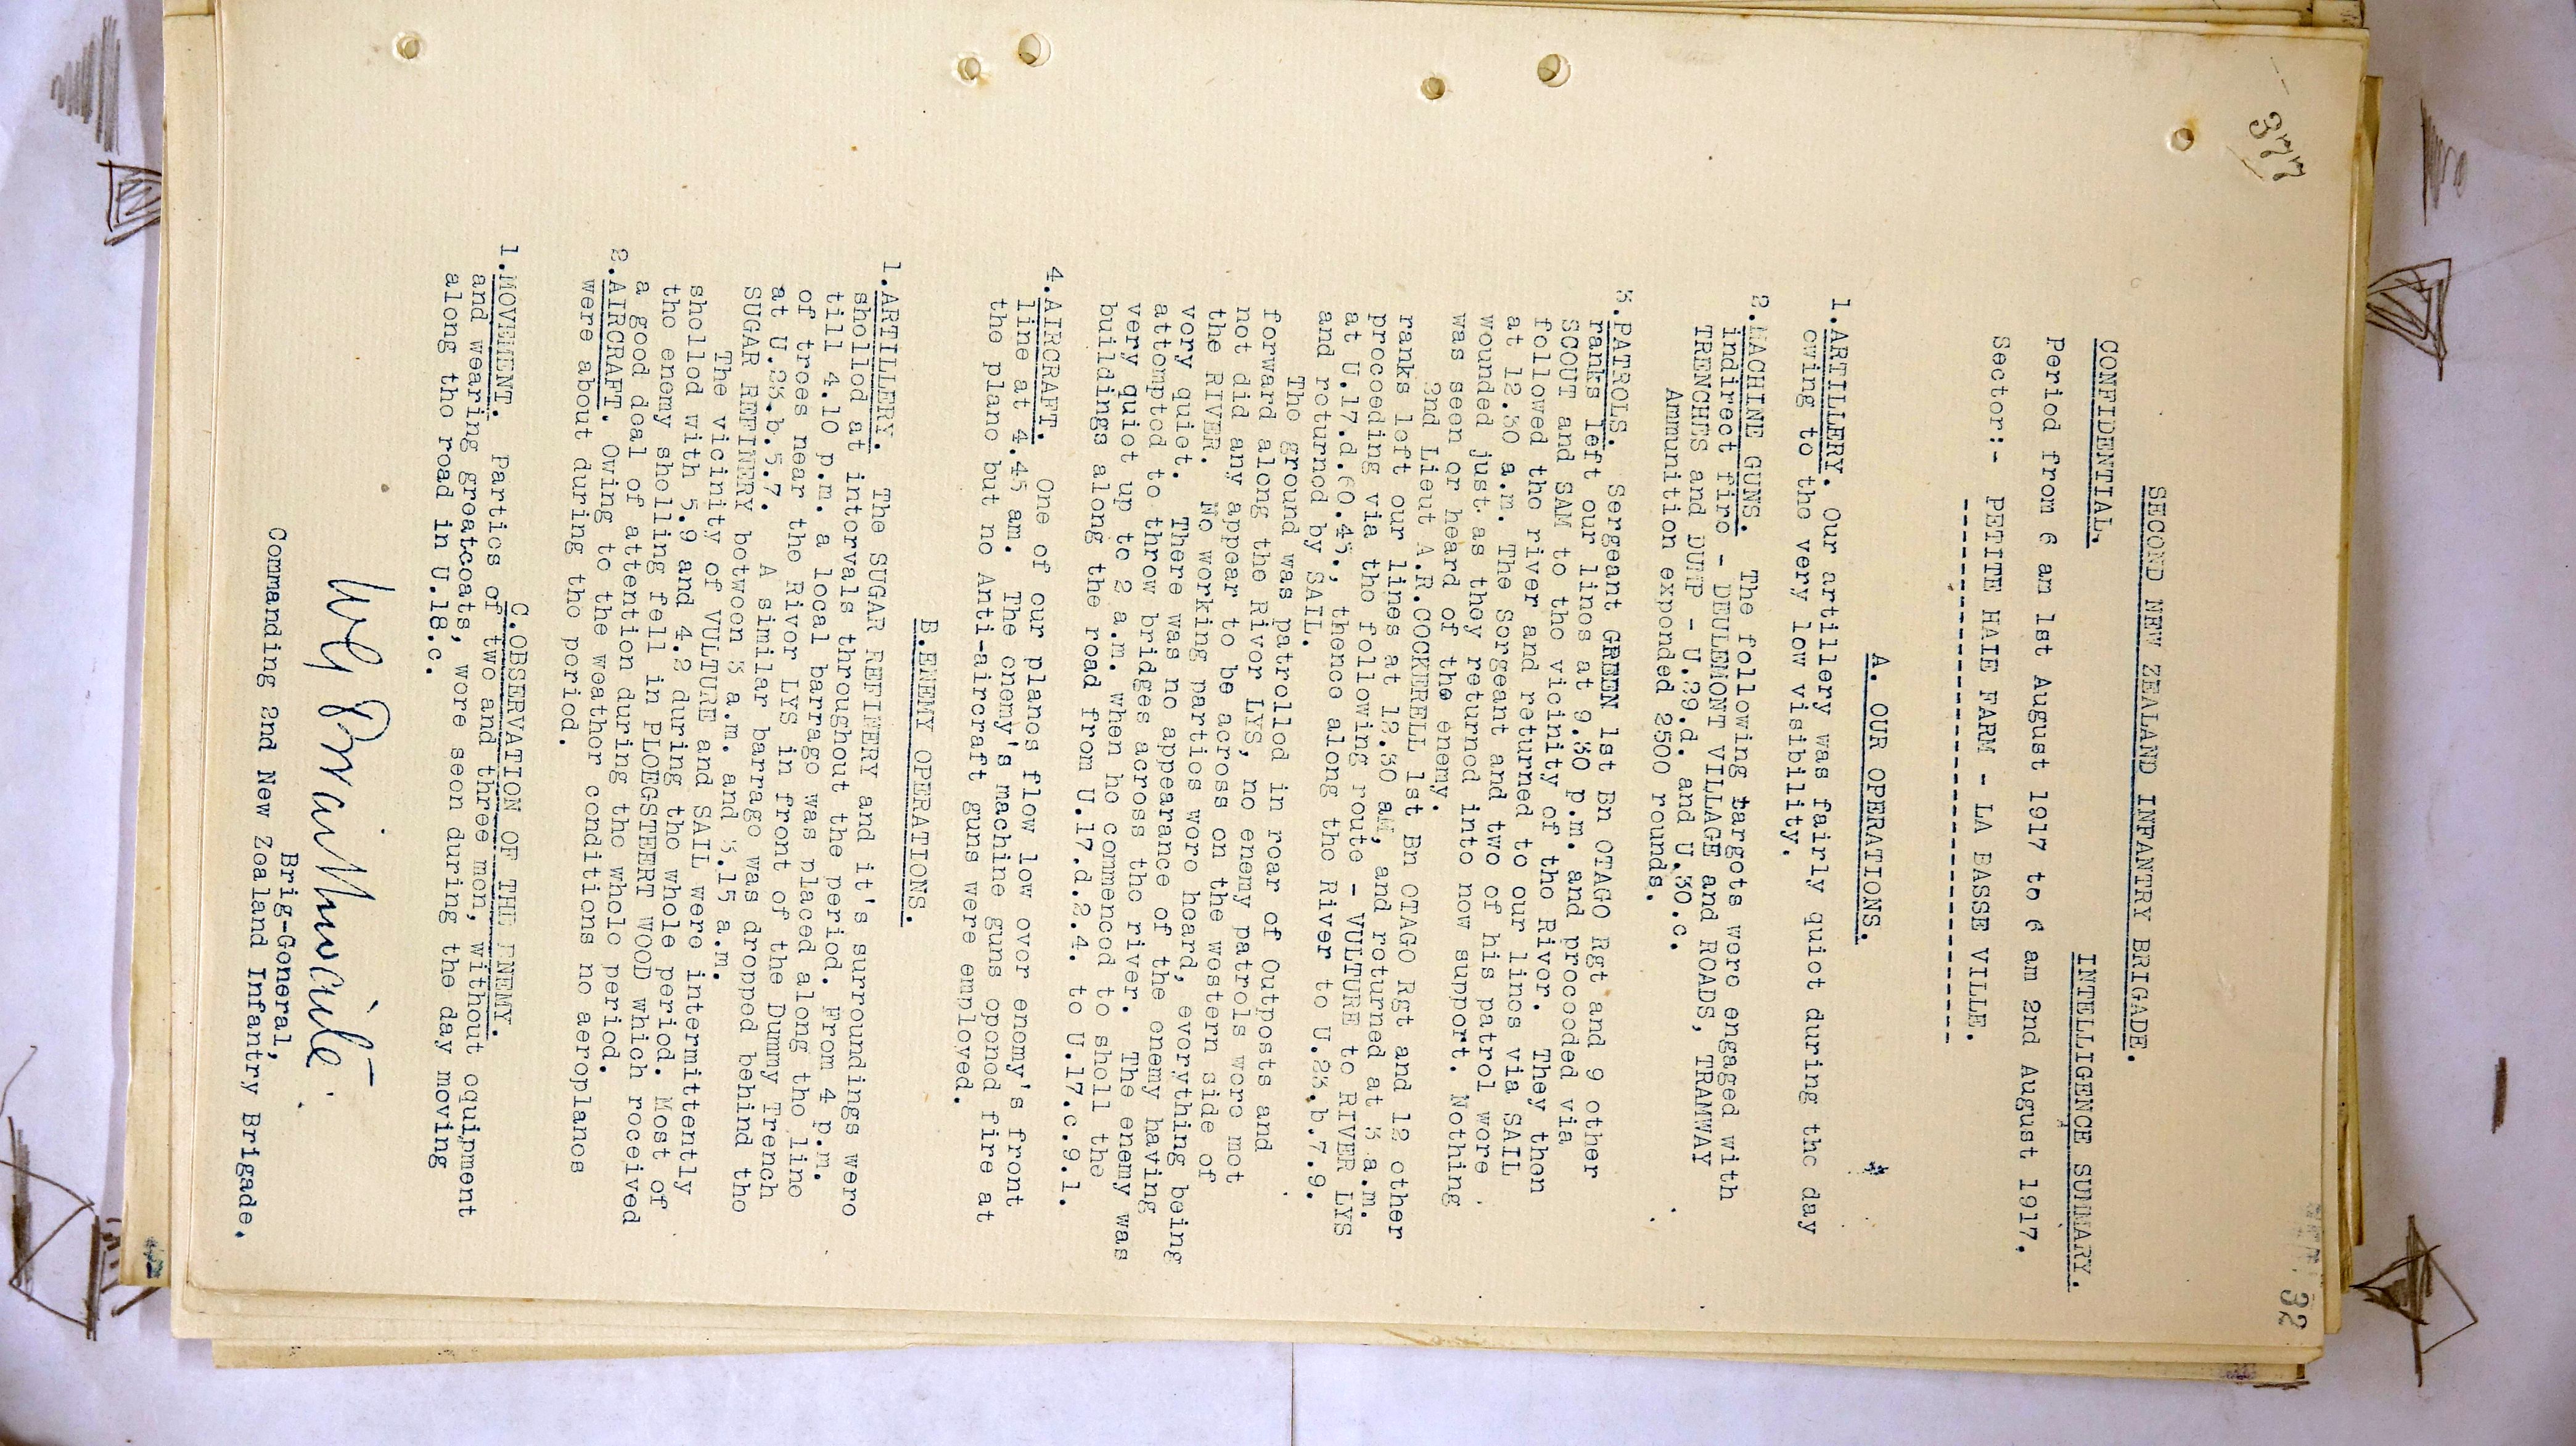 377
32
SECOND NEW ZEALAND INFANTRY BRIGADE.
CONFIDENTIAL. INTELLIGENCE SUMMARY.
Period from 6 am 1st August 1917 to 6 am 2nd August 1917.
Sector:- PETITE HAIE FARM - LA BASSE VILLE.
A. OUR OPERATIONS.
1.ARTILLERY. Our artillery was fairly quiet during the day
owing to the very low visibility.
2.MACHINE GUNS. The following targets were engaged with
indirect fire - DEULEMONT VILLAGE and ROADS, TRAMWAY
TRENCHES and DUMP - U.29.d. and U.30.c.
Ammunition expended 2500 rounds.
3.PATROLS. Sergeant GREEN 1st Bn OTAGO Rgt and 9 other
ranks left our lines at 9.30 p.m. and proceeded via
SCOUT and SAM to the vicinity of the River. They then
followed the river and returned to our lines via SAIL
at 12.30 a.m. The Sergeant and two of his patrol were
wounded just as they returned into new support. Nothing
was seen or heard of the enemy.
2nd Lieut A.R.COCKERELL 1st Bn OTAGO Rgt and 12 other
ranks left our lines at 12.30 am, and returned at 3 a.m.
proceeding via the following route - VULTURE to RIVER LYS
at U.17.d.60.45., thence along the River to U.23.b.7.9.
and returned by SAIL.
The ground was patrolled in rear of Outposts and
forward along the River LYS, no enemy patrols were met
not did any appear to be across on the western side of
the RIVER. No working parties were heard, everything being
very quiet. There was no appearance of the enemy having
attempted to throw bridges across the river. The enemy was
very quiet up to 2 a.m. when he commenced to shell the
buildings along the road from U.17.d.2.4. to U.17.c.9.1.
4.AIRCRAFT. One of our planes flew low over enemy's front
line at 4.45 am. The enemy's machine guns opened fire at
the plane but no Anti-aircraft guns were employed.
B.ENEMY OPERATIONS.
1.ARTILLERY. The SUGAR REFINERY and it's surroundings were
shelled at intervals throughout the period. From 4 p.m.
till 4.10 p.m. a local barrage was placed along the line
of trees near the River LYS in front of the Dummy Trench
at U.23.b.5.7. A similar barrage was dropped behind the
SUGAR REFINERY between 3 a.m. and 3.15 a.m.
The vicinity of VULTURE and SAIL were intermittently
shelled with 5.9 and 4.2 during the whole period. Most of
the enemy shelling fell in PLOEGSTEERT WOOD which received
a good deal of attention during the whole period.
2.AIRCRAFT. Owing to the weather conditions no aeroplanes
were about during the period.
C.OBSERVATION OF THE ENEMY.
1.MOVEMENT. Parties of two and three men, without equipment
and wearing greatcoats, were seen during the day moving
along the road in U.18.c.
W G Braithwaite
Brig-General,
Commanding 2nd New Zealand Infantry Brigade.